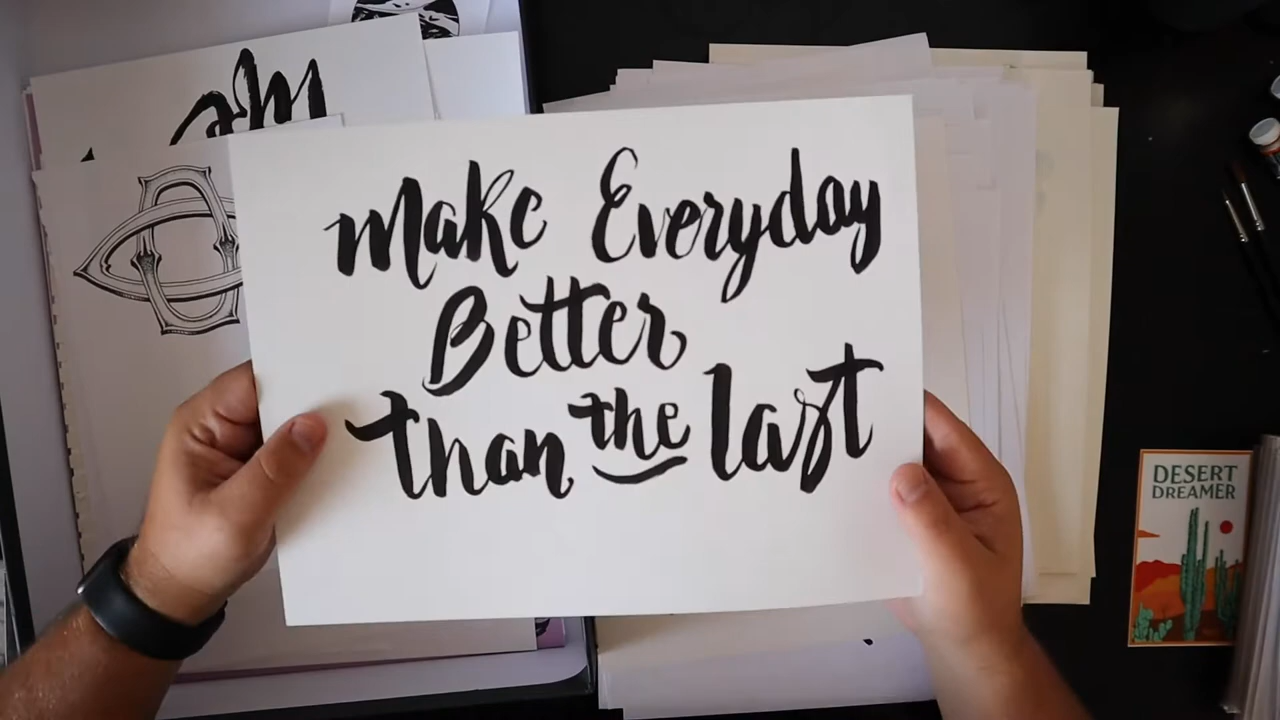 Make Everyday
Better
than the last
DESERT
DREAMER